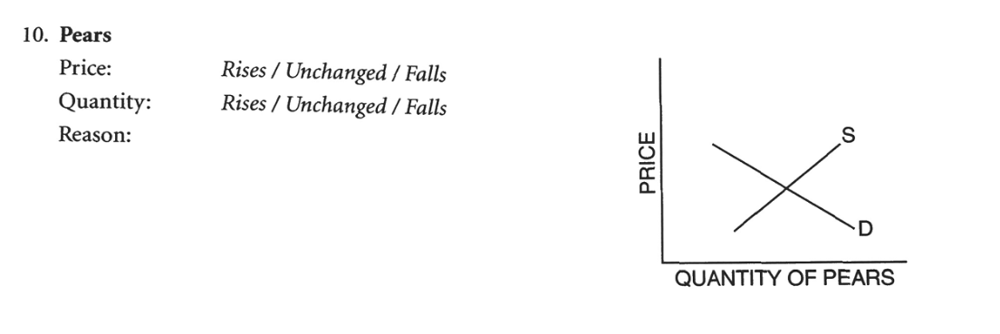 10. Pears
Price: Rises / Unchanged / Falls
Quantity: Rises / Unchanged / Falls
Reason:
PRICE
S
D
QUANTITY OF PEARS